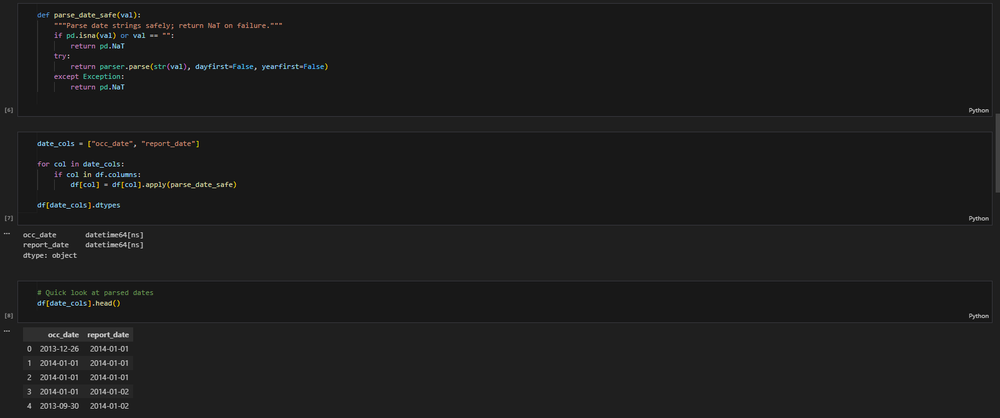 def parse_date_safe(val):
    """Parse date strings safely; return NaT on failure."""
    if pd.isna(val) or val == "":
        return pd.NaT
    try:
        return parser.parse(str(val), dayfirst=False, yearfirst=False)
    except Exception:
        return pd.NaT
[6]
Python
date_cols = ["occ_date", "report_date"]
for col in date_cols:
    if col in df.columns:
        df[col] = df[col].apply(parse_date_safe)
df[date_cols].dtypes
[7]
Python
...
occ_date       datetime64[ns]
report_date    datetime64[ns]
dtype: object
# Quick look at parsed dates
df[date_cols].head()
[8]
Python
...
occ_date report_date
0 2013-12-26 2014-01-01
1 2014-01-01 2014-01-01
2 2014-01-01 2014-01-01
3 2014-01-01 2014-01-02
4 2013-09-30 2014-01-02